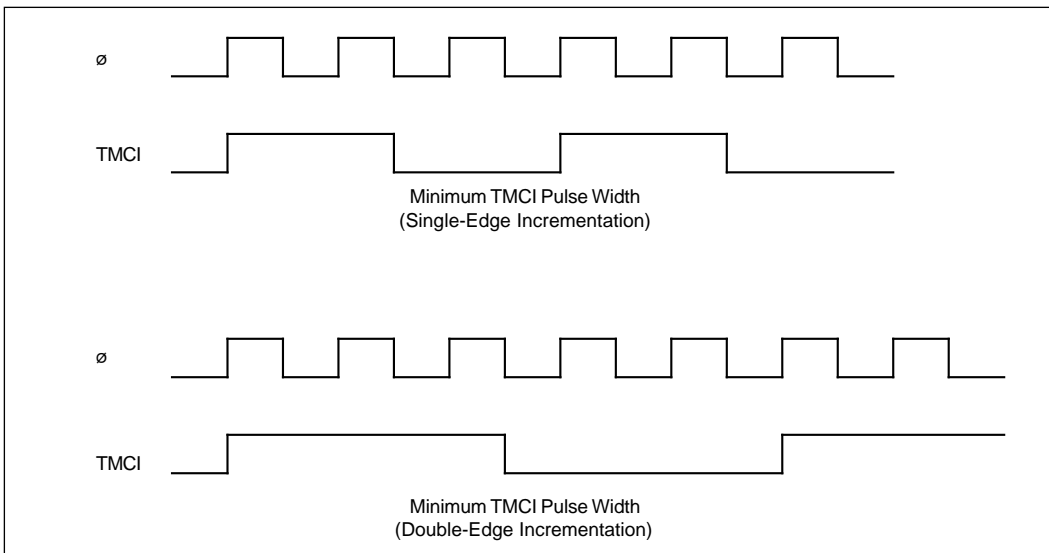 ø
TMCI
Minimum TMCI Pulse Width
(Single-Edge Incrementation)
ø
TMCI
Minimum TMCI Pulse Width
(Double-Edge Incrementation)